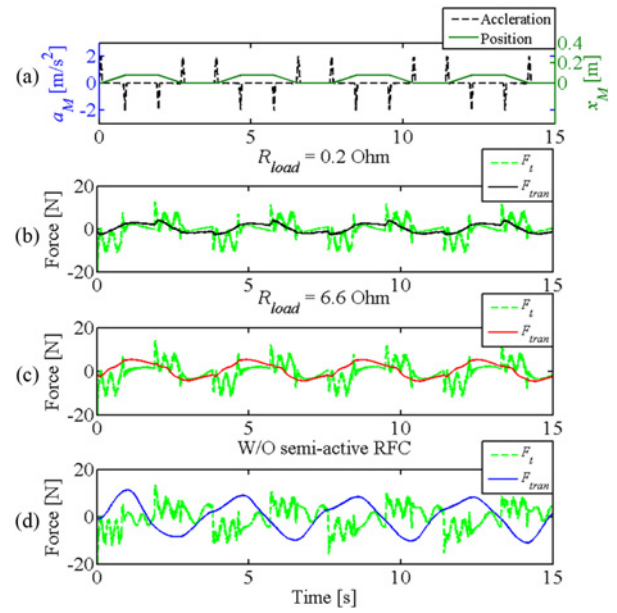 Accleration
Position
(a)
a_M [m/s²]
2
0
-2
0.4
0.2
0
x_M [m]
0 5 10 15
R_load = 0.2 Ohm
F_t
F_tran
(b)
Force [N]
20
0
-20
0 5 10 15
R_load = 6.6 Ohm
F_t
F_tran
(c)
Force [N]
20
0
-20
0 5 10 15
W/O semi-active RFC
F_t
F_tran
(d)
Force [N]
20
0
-20
0 5 10 15
Time [s]